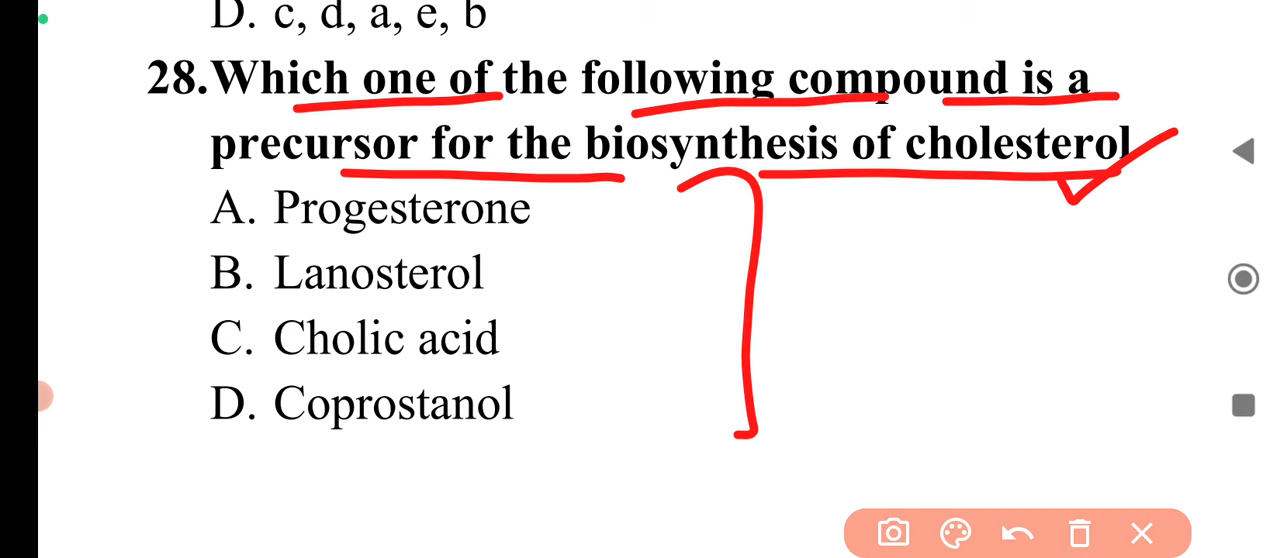 D. c, d, a, e, b
28.Which one of the following compound is a
precursor for the biosynthesis of cholesterol
A. Progesterone
B. Lanosterol
C. Cholic acid
D. Coprostanol